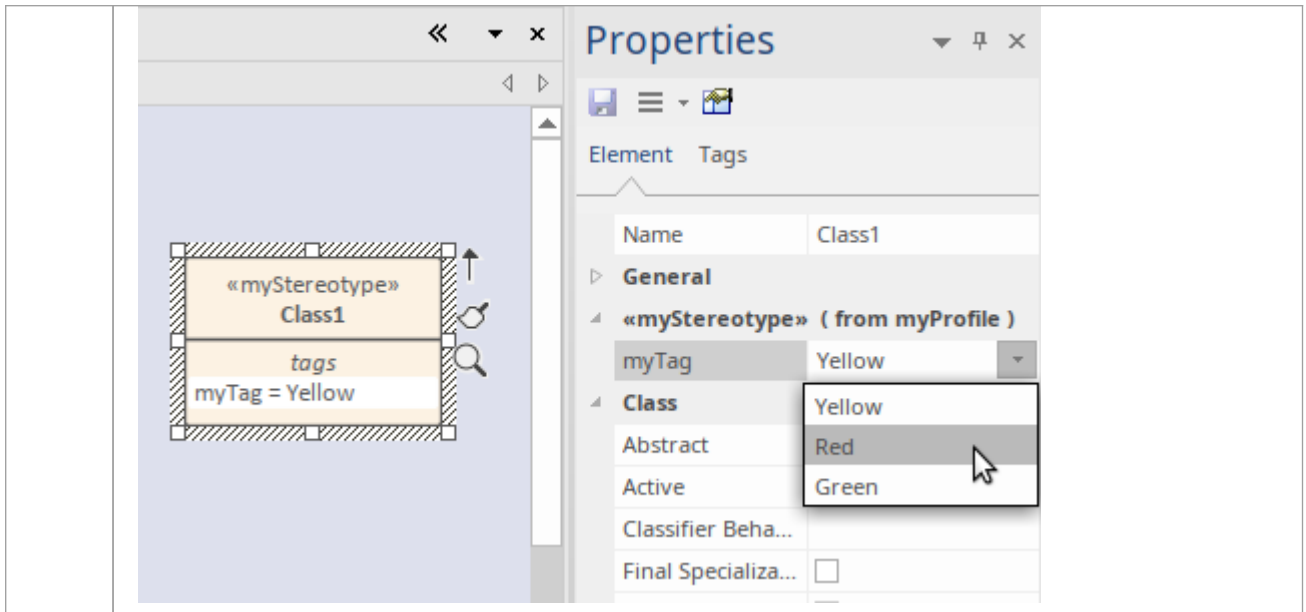 Properties
Element Tags
Name Class1
General
«myStereotype» ( from myProfile )
myTag Yellow
Class
Abstract
Active
Classifier Beha...
Final Specializa...
Yellow
Red
Green
«myStereotype»
Class1
tags
myTag = Yellow